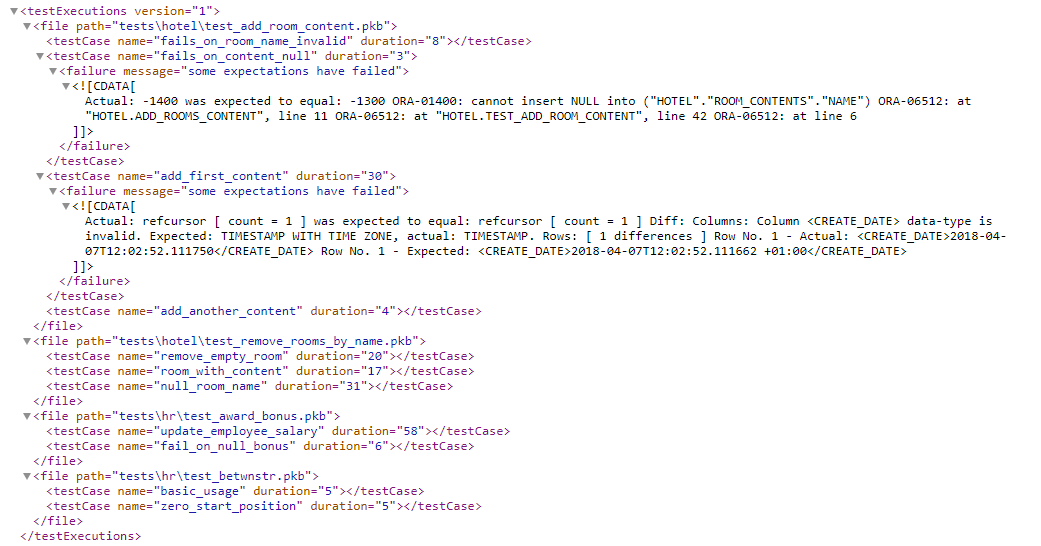 ▼<testExecutions version="1">
▼<file path="tests\hotel\test_add_room_content.pkb">
<testCase name="fails_on_room_name_invalid" duration="8"></testCase>
▼<testCase name="fails_on_content_null" duration="3">
▼<failure message="some expectations have failed">
▼<![CDATA[
Actual: -1400 was expected to equal: -1300 ORA-01400: cannot insert NULL into ("HOTEL"."ROOM_CONTENTS"."NAME") ORA-06512: at
"HOTEL.ADD_ROOMS_CONTENT", line 11 ORA-06512: at "HOTEL.TEST_ADD_ROOM_CONTENT", line 42 ORA-06512: at line 6
]]>
</failure>
</testCase>
▼<testCase name="add_first_content" duration="30">
▼<failure message="some expectations have failed">
▼<![CDATA[
Actual: refcursor [ count = 1 ] was expected to equal: refcursor [ count = 1 ] Diff: Columns: Column <CREATE_DATE> data-type is
invalid. Expected: TIMESTAMP WITH TIME ZONE, actual: TIMESTAMP. Rows: [ 1 differences ] Row No. 1 - Actual: <CREATE_DATE>2018-04-
07T12:02:52.111750</CREATE_DATE> Row No. 1 - Expected: <CREATE_DATE>2018-04-07T12:02:52.111662 +01:00</CREATE_DATE>
]]>
</failure>
</testCase>
<testCase name="add_another_content" duration="4"></testCase>
</file>
▼<file path="tests\hotel\test_remove_rooms_by_name.pkb">
<testCase name="remove_empty_room" duration="20"></testCase>
<testCase name="room_with_content" duration="17"></testCase>
<testCase name="null_room_name" duration="31"></testCase>
</file>
▼<file path="tests\hr\test_award_bonus.pkb">
<testCase name="update_employee_salary" duration="58"></testCase>
<testCase name="fail_on_null_bonus" duration="6"></testCase>
</file>
▼<file path="tests\hr\test_betwnstr.pkb">
<testCase name="basic_usage" duration="5"></testCase>
<testCase name="zero_start_position" duration="5"></testCase>
</file>
</testExecutions>